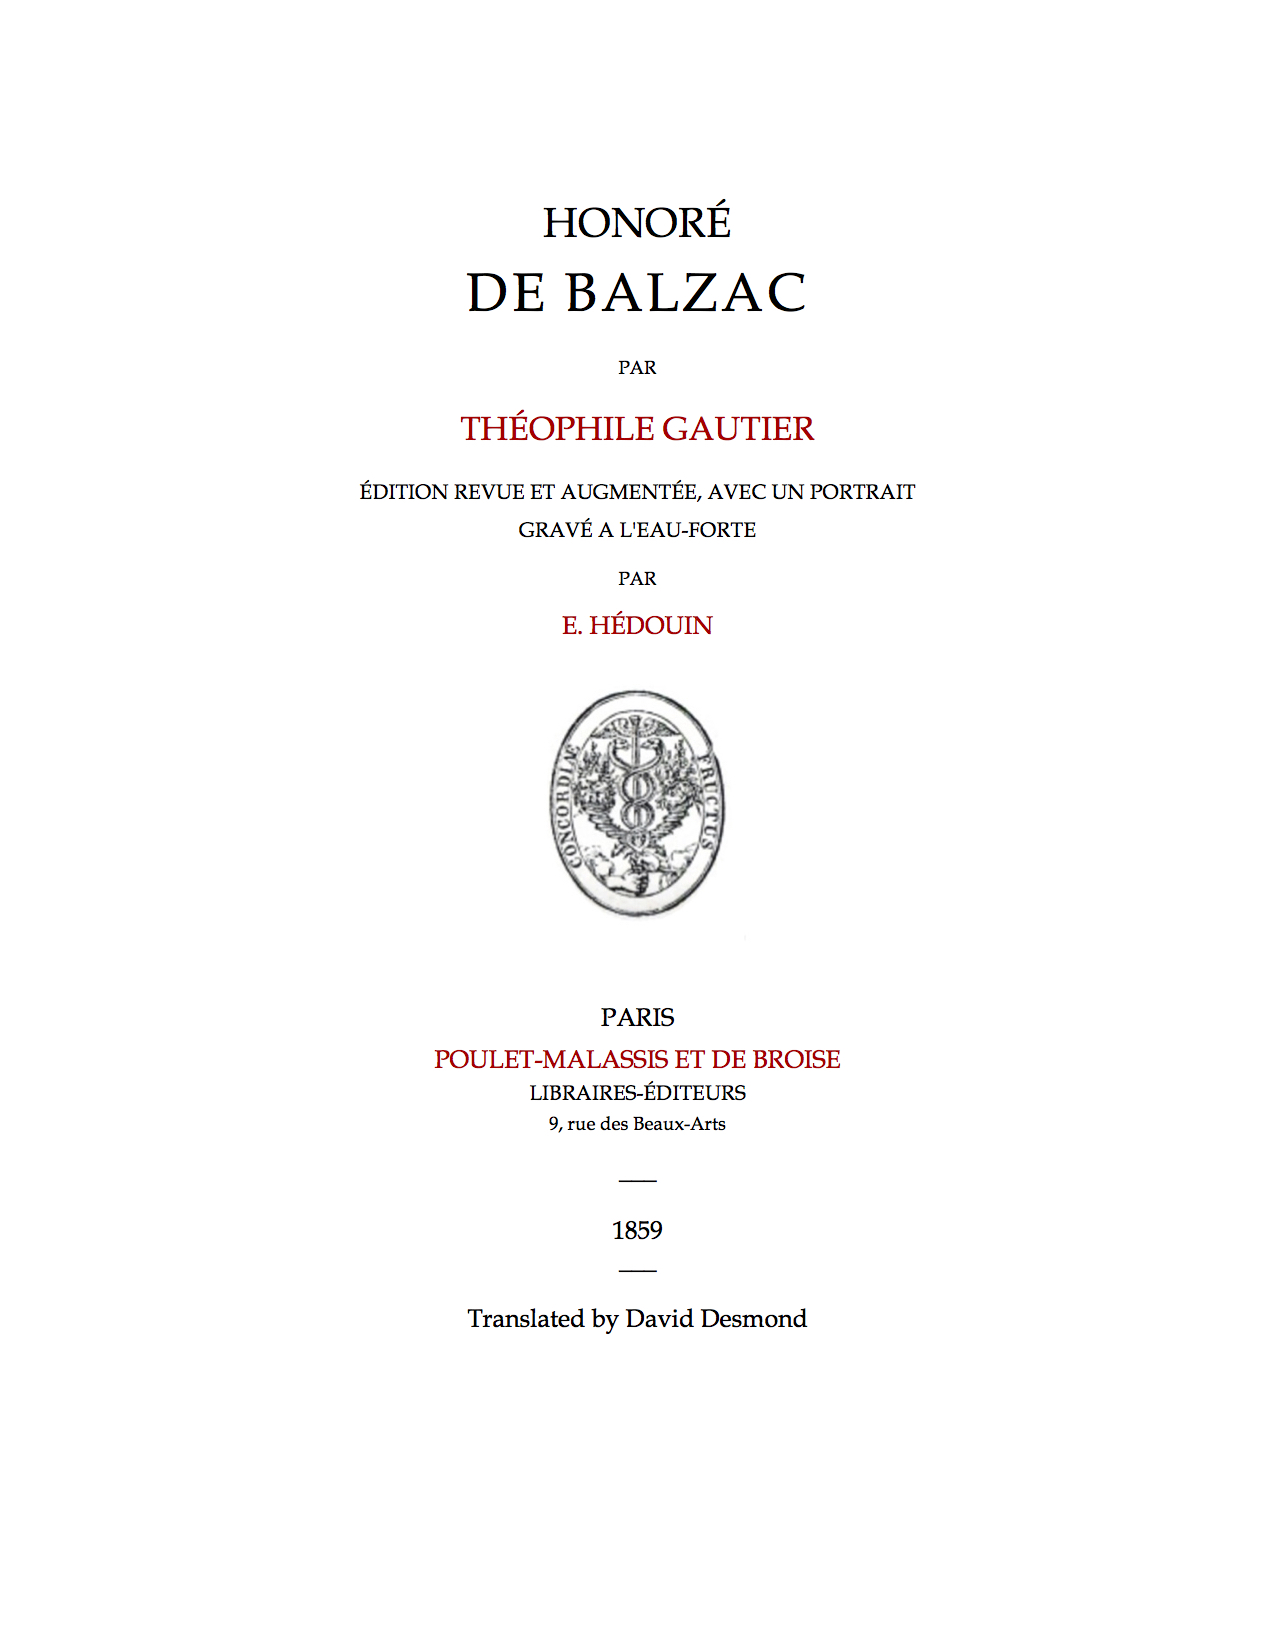 HONORÉ
DE BALZAC
PAR
THÉOPHILE GAUTIER
ÉDITION REVUE ET AUGMENTÉE, AVEC UN PORTRAIT
GRAVÉ A L'EAU-FORTE
PAR
E. HÉDOUIN
CONCORDIÆ FRUCTUS
PARIS
POULET-MALASSIS ET DE BROISE
LIBRAIRES-ÉDITEURS
9, rue des Beaux-Arts
1859
Translated by David Desmond